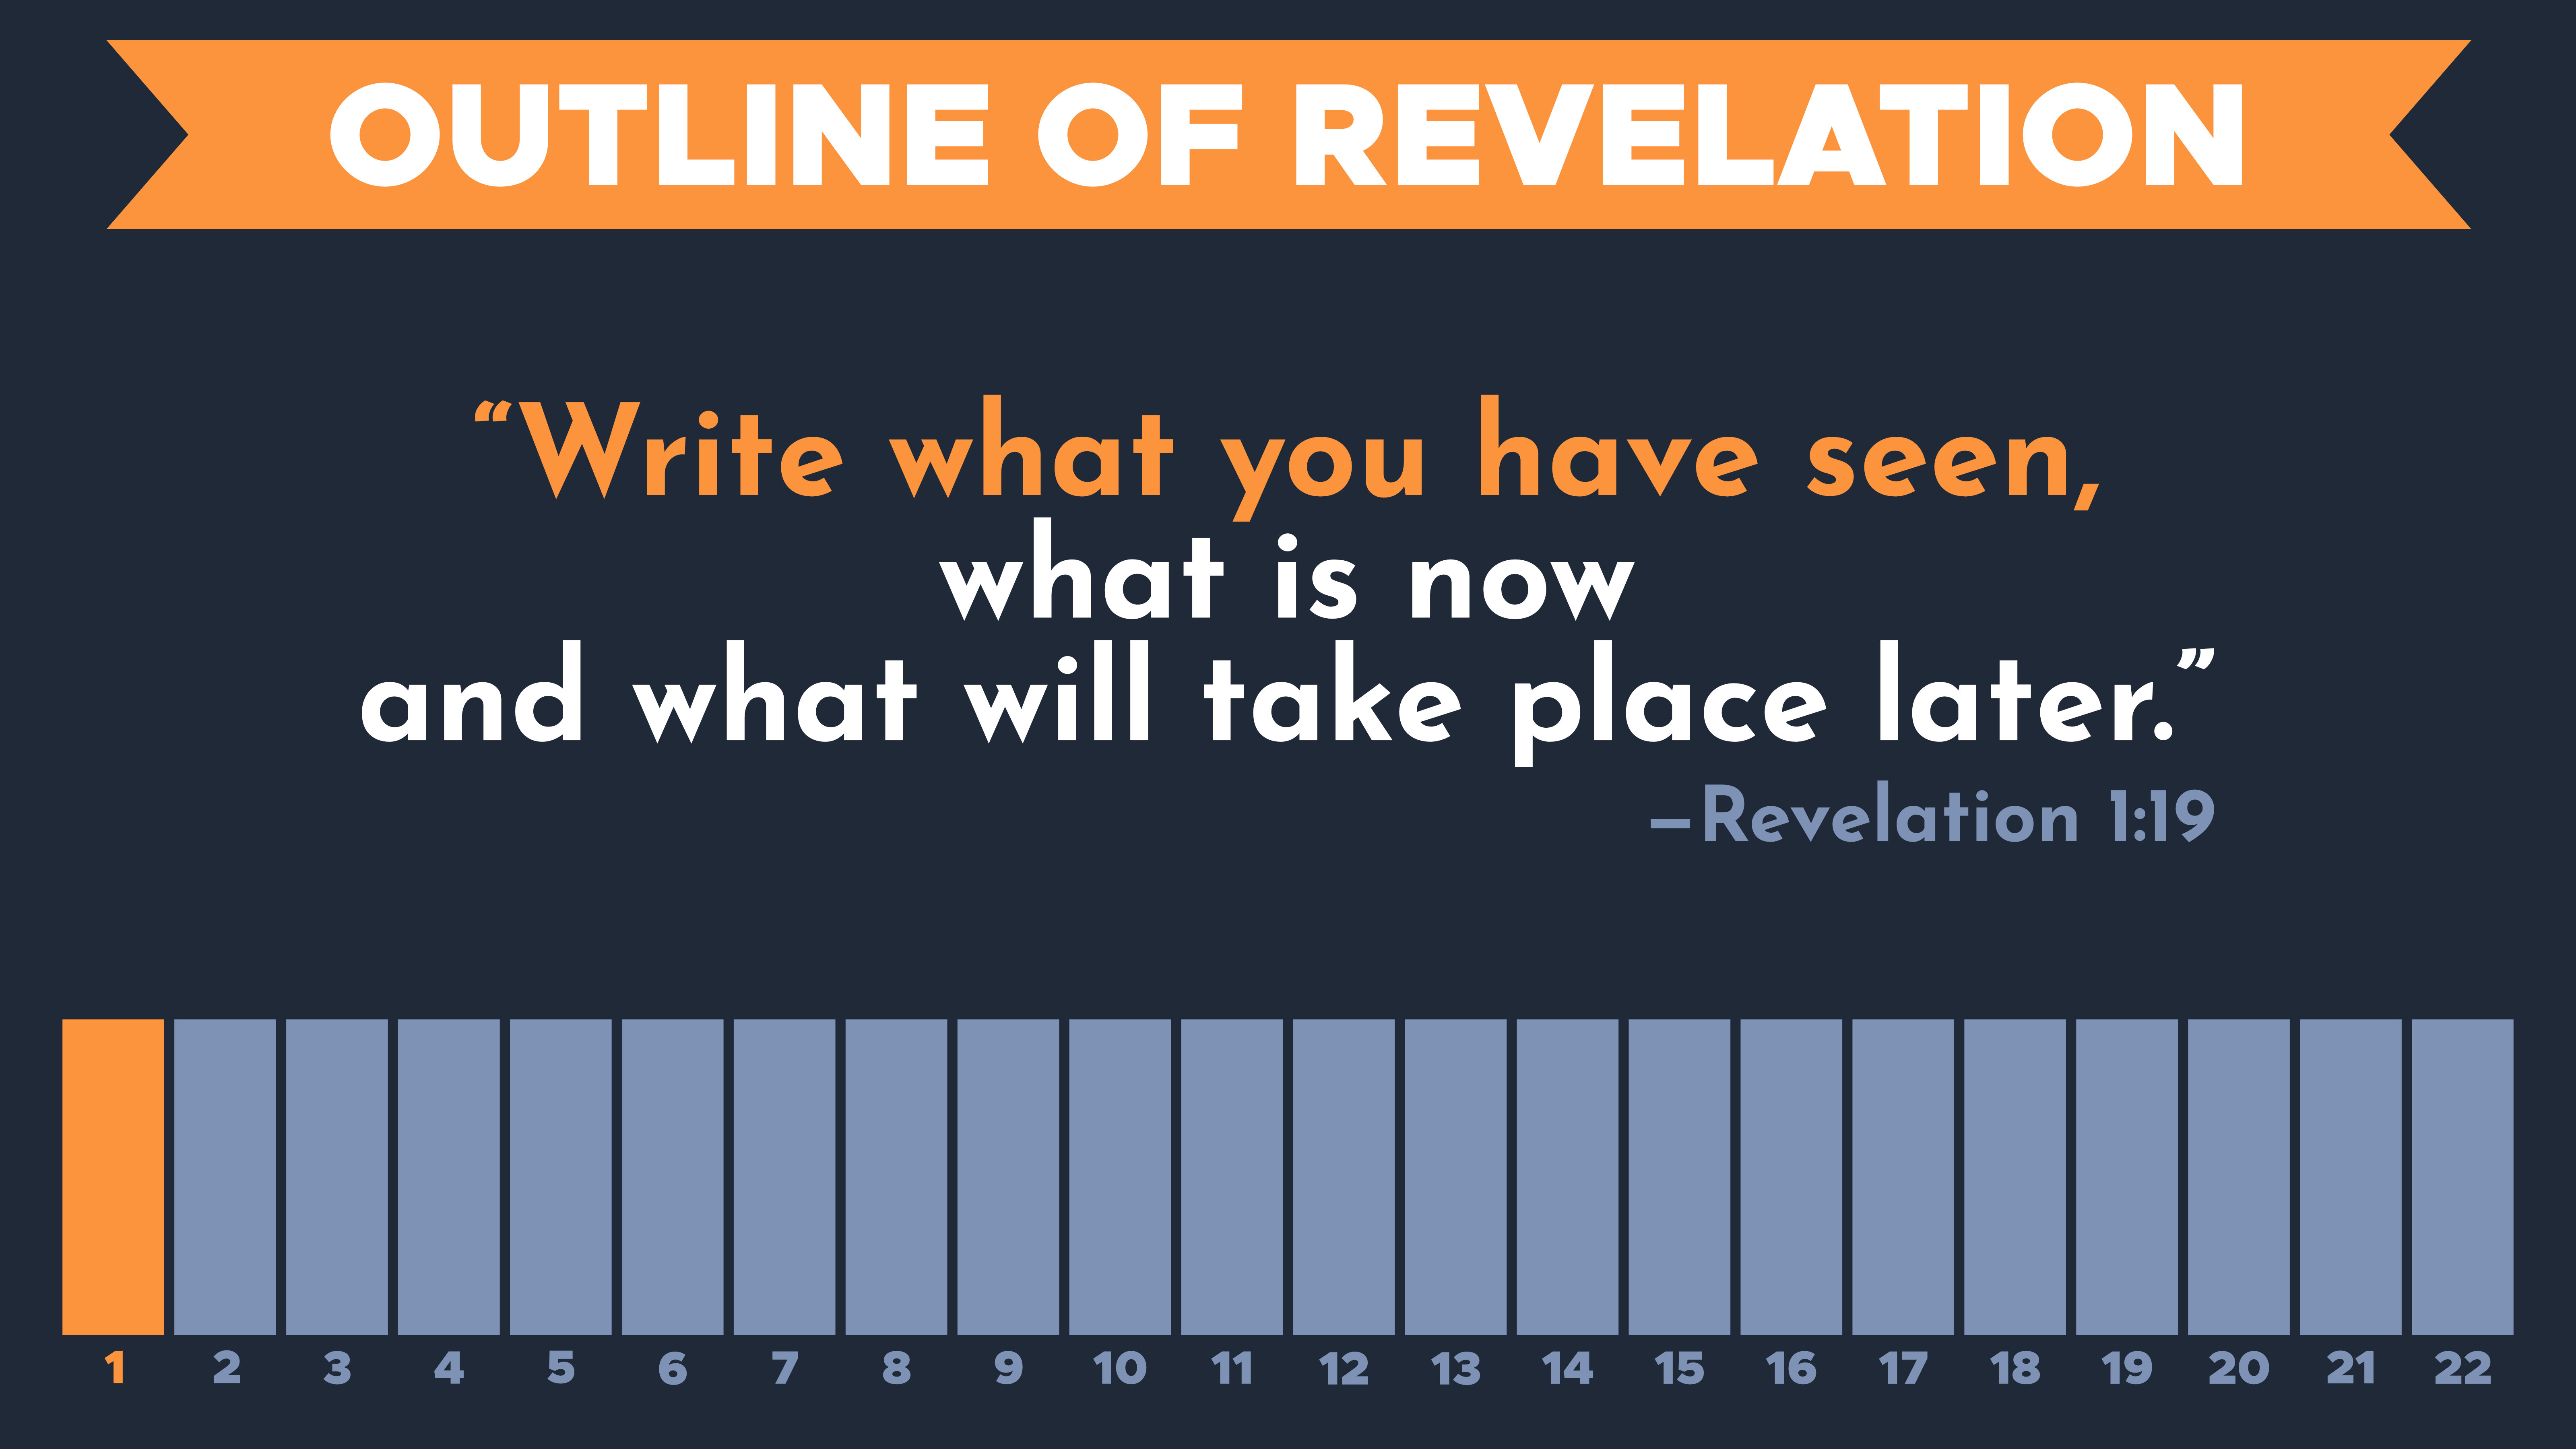 OUTLINE OF REVELATION
“Write what you have seen,
what is now
and what will take place later.”
—Revelation 1:19
1 2 3 4 5 6 7 8 9 10 11 12 13 14 15 16 17 18 19 20 21 22